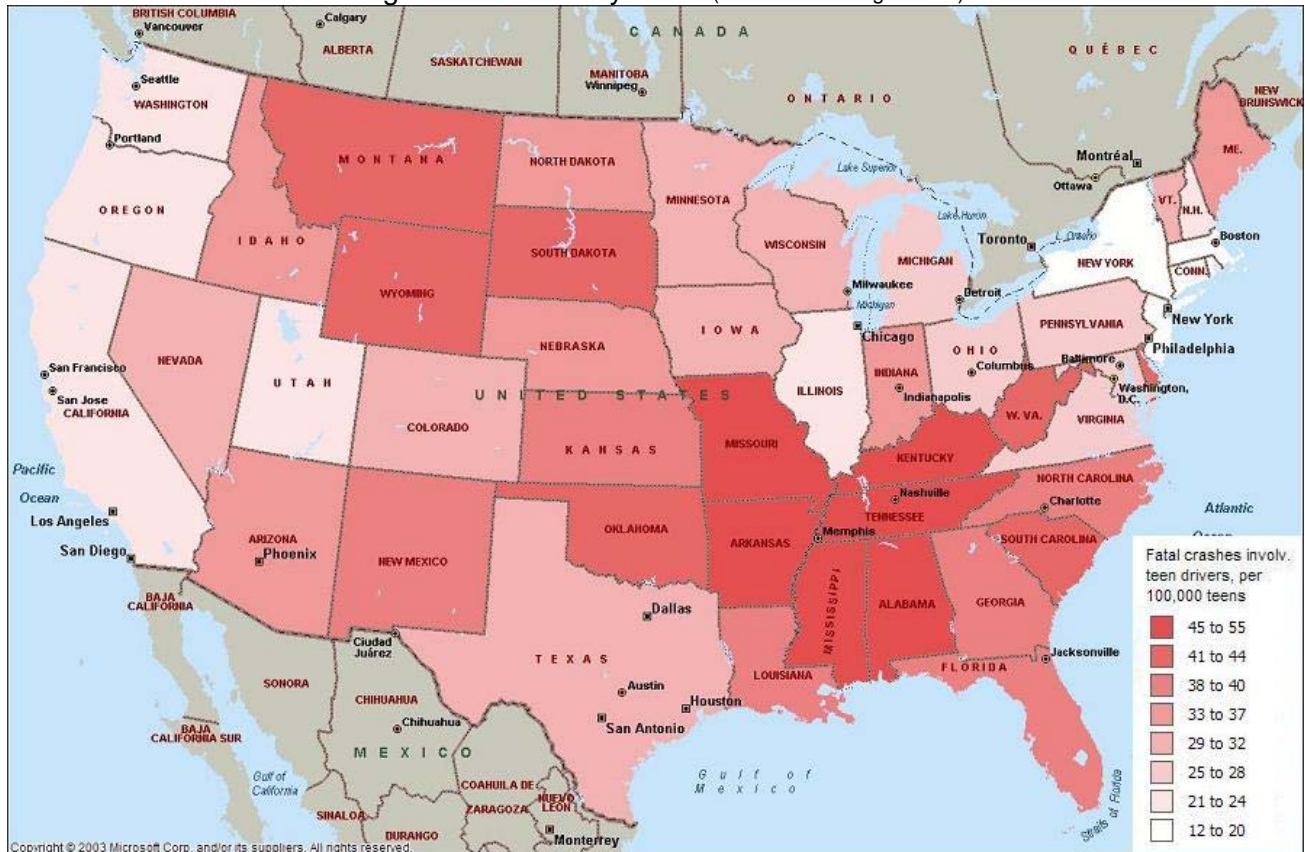 BRITISH COLUMBIA
Vancouver
Calgary
ALBERTA
SASKATCHEWAN
MANITOBA
Winnipeg
CANADA
ONTARIO
QUÉBEC
NEW
BRUNSWICK
Seattle
WASHINGTON
Portland
OREGON
MONTANA
IDAHO
WYOMING
NORTH DAKOTA
SOUTH DAKOTA
MINNESOTA
Lake Superior
WISCONSIN
Milwaukee
L. Michigan
MICHIGAN
Lake Huron
Detroit
Toronto
L. Ontario
Ottawa
Montréal
ME.
VT.
N.H.
Boston
NEW YORK
CONN.
New York
PENNSYLVANIA
Philadelphia
Baltimore
Washington,
D.C.
San Francisco
San Jose
CALIFORNIA
NEVADA
UTAH
COLORADO
NEBRASKA
IOWA
Chicago
ILLINOIS
INDIANA
Indianapolis
OHIO
Columbus
W. VA.
VIRGINIA
UNITED STATES
KANSAS
MISSOURI
KENTUCKY
Nashville
TENNESSEE
Memphis
NORTH CAROLINA
Charlotte
SOUTH CAROLINA
Pacific
Ocean
Los Angeles
San Diego
ARIZONA
Phoenix
NEW MEXICO
OKLAHOMA
ARKANSAS
MISSISSIPPI
ALABAMA
GEORGIA
Atlantic
BAJA
CALIFORNIA
Ciudad
Juárez
Dallas
TEXAS
Austin
Houston
San Antonio
LOUISIANA
FLORIDA
Jacksonville
SONORA
CHIHUAHUA
Chihuahua
BAJA
CALIFORNIA SUR
MEXICO
Gulf of
California
SINALOA
DURANGO
COAHUILA DE
ZARAGOZA
NUEVO
LEÓN
Monterrey
Gulf of
Mexico
Straits of Florida
Fatal crashes involv.
teen drivers, per
100,000 teens
45 to 55
41 to 44
38 to 40
33 to 37
29 to 32
25 to 28
21 to 24
12 to 20
Copyright © 2003 Microsoft Corp. and/or its suppliers. All rights reserved.